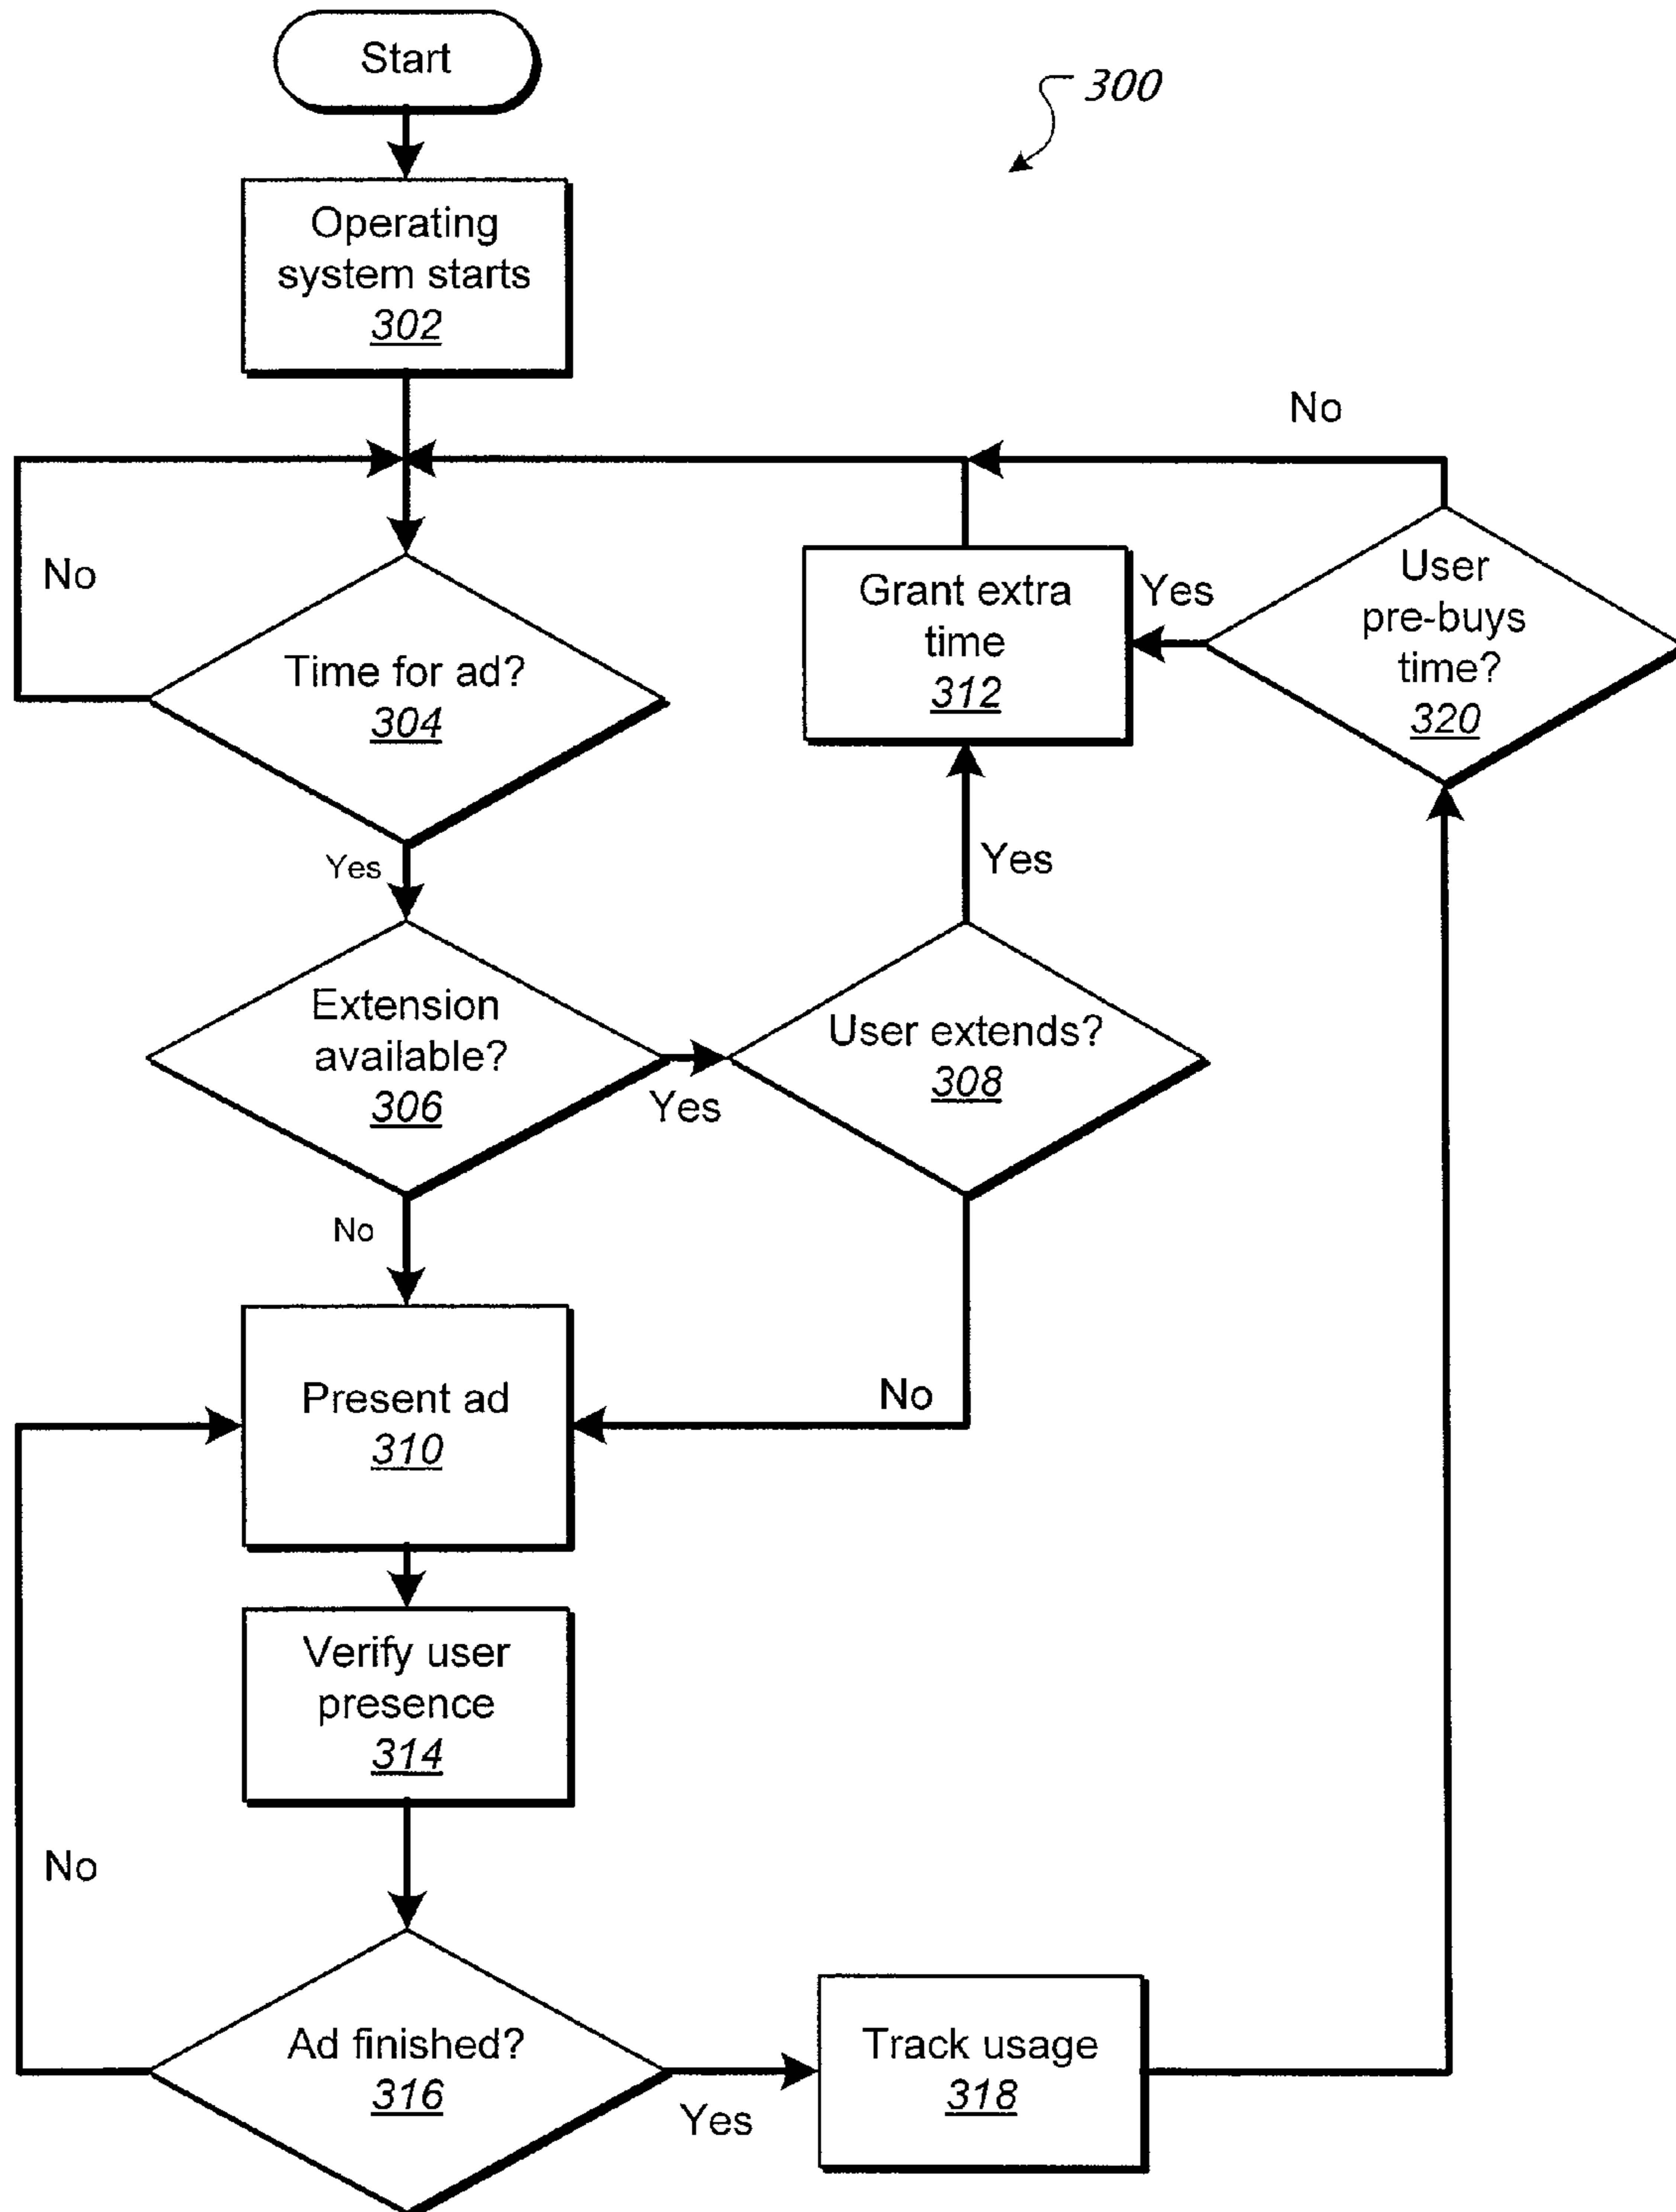 Start
300
Operating
system starts
302
No
No
Time for ad?
304
Grant extra
time
312
Yes
User
pre-buys
time?
320
Yes
Yes
Extension
available?
306
Yes
User extends?
308
No
Present ad
310
No
Verify user
presence
314
No
Ad finished?
316
Yes
Track usage
318